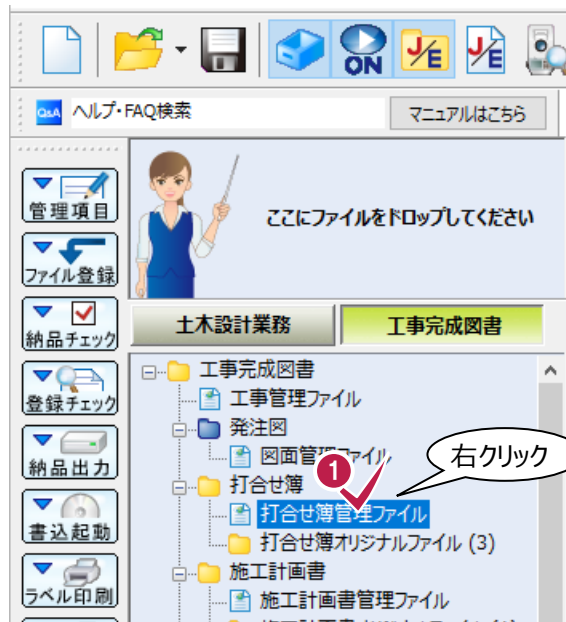 ON
J/E
J/E
Q&A ヘルプ・FAQ検索
マニュアルはこちら
管理項目
ファイル登録
納品チェック
登録チェック
納品出力
書込起動
ラベル印刷
ここにファイルをドロップしてください
土木設計業務
工事完成図書
工事完成図書
工事管理ファイル
発注図
図面管理ファイル
1
右クリック
打合せ簿
打合せ簿管理ファイル
打合せ簿オリジナルファイル (3)
施工計画書
施工計画書管理ファイル